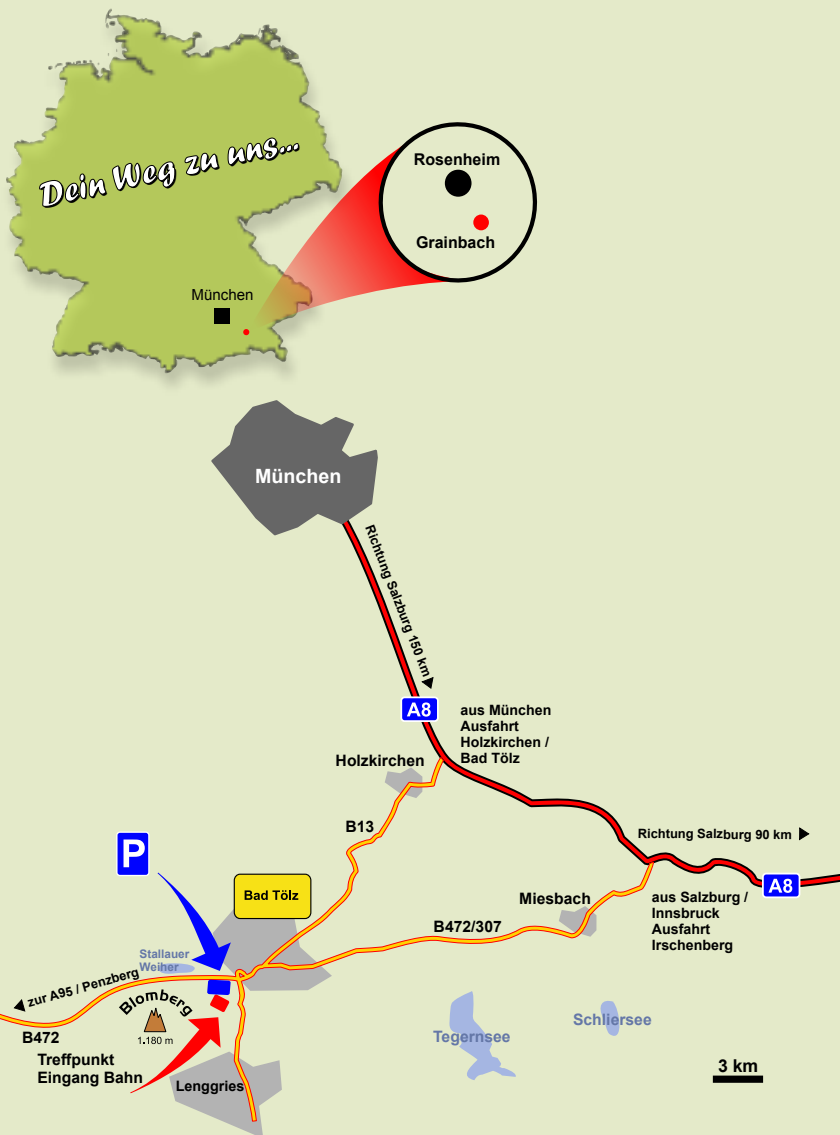 Dein Weg zu uns...
Rosenheim
Grainbach
München
München
Richtung Salzburg 150 km
A8
aus München
Ausfahrt
Holzkirchen /
Bad Tölz
Holzkirchen
B13
Richtung Salzburg 90 km
P
A8
Bad Tölz
Miesbach
aus Salzburg /
Innsbruck
Ausfahrt
Irschenberg
B472/307
Stallauer
Weiher
zur A95 / Penzberg
Blomberg
1.180 m
B472
Tegernsee
Schliersee
Treffpunkt
Eingang Bahn
Lenggries
3 km